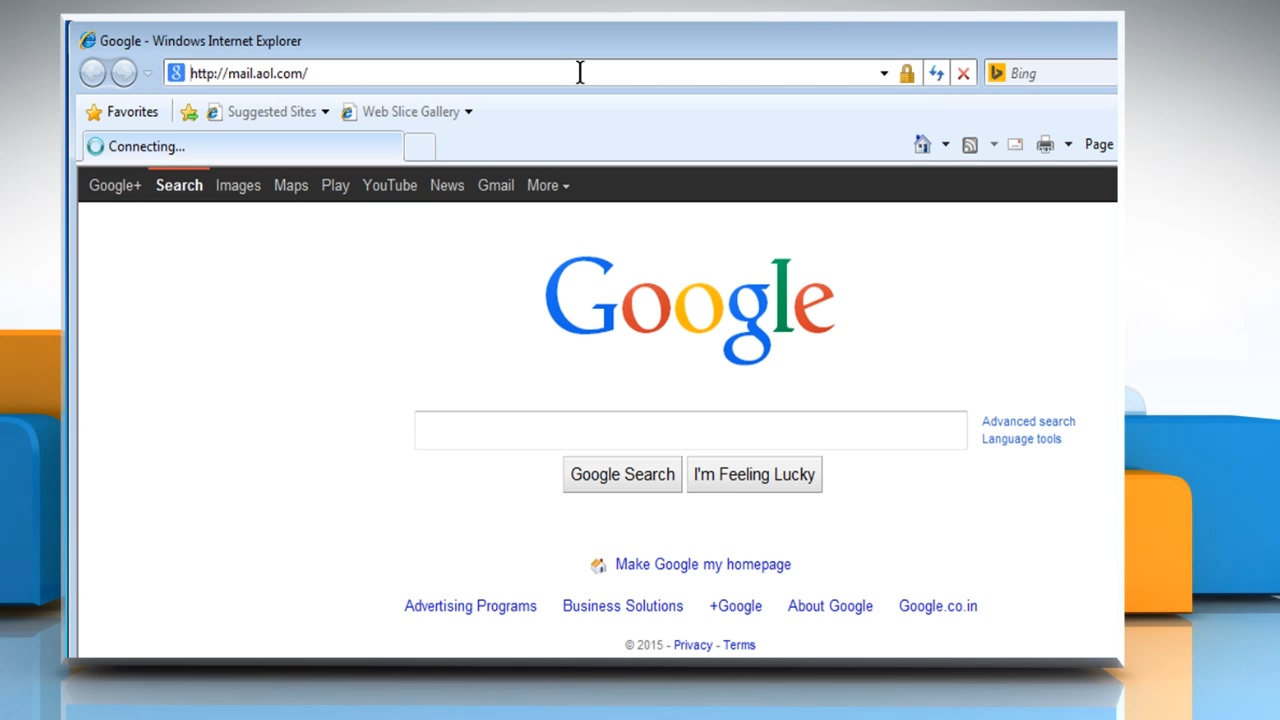 Google - Windows Internet Explorer
http://mail.aol.com/
Bing
Favorites Suggested Sites Web Slice Gallery
Connecting...
Page
Google+ Search Images Maps Play YouTube News Gmail More
Google
Advanced search
Language tools
Google Search I'm Feeling Lucky
Make Google my homepage
Advertising Programs Business Solutions +Google About Google Google.co.in
© 2015 - Privacy - Terms